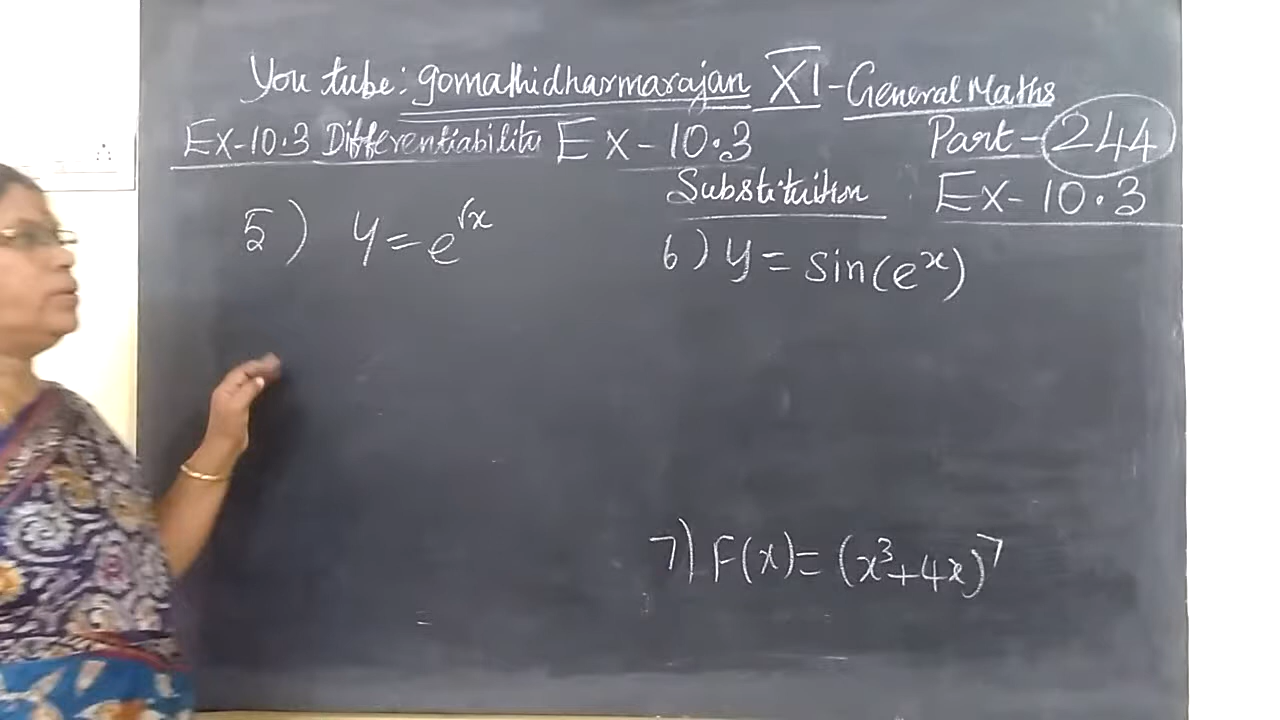 You tube: gomathidharmarajan XI - General Maths
Ex-10.3 Differentiability Ex-10.3 Part-244
Substituition Ex-10.3
5) y = e^√x
6) y = sin(e^x)
7) F(x) = (x³+4x)⁷